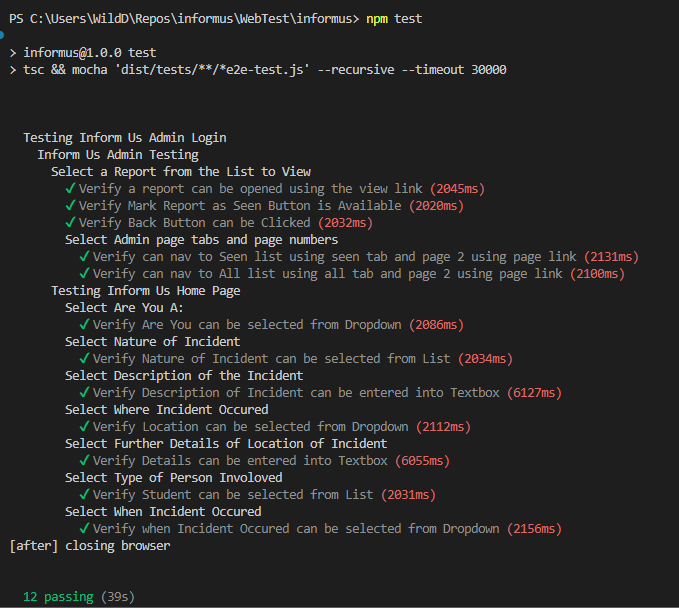 PS C:\Users\WildD\Repos\informus\WebTest\informus> npm test
> informus@1.0.0 test
> tsc && mocha 'dist/tests/**/*e2e-test.js' --recursive --timeout 30000
Testing Inform Us Admin Login
Inform Us Admin Testing
Select a Report from the List to View
✓ Verify a report can be opened using the view link (2045ms)
✓ Verify Mark Report as Seen Button is Available (2020ms)
✓ Verify Back Button can be Clicked (2032ms)
Select Admin page tabs and page numbers
✓ Verify can nav to Seen list using seen tab and page 2 using page link (2131ms)
✓ Verify can nav to All list using all tab and page 2 using page link (2100ms)
Testing Inform Us Home Page
Select Are You A:
✓ Verify Are You can be selected from Dropdown (2086ms)
Select Nature of Incident
✓ Verify Nature of Incident can be selected from List (2034ms)
Select Description of the Incident
✓ Verify Description of Incident can be entered into Textbox (6127ms)
Select Where Incident Occured
✓ Verify Location can be selected from Dropdown (2112ms)
Select Further Details of Location of Incident
✓ Verify Details can be entered into Textbox (6055ms)
Select Type of Person Involoved
✓ Verify Student can be selected from List (2031ms)
Select When Incident Occured
✓ Verify when Incident Occured can be selected from Dropdown (2156ms)
[after] closing browser
12 passing (39s)